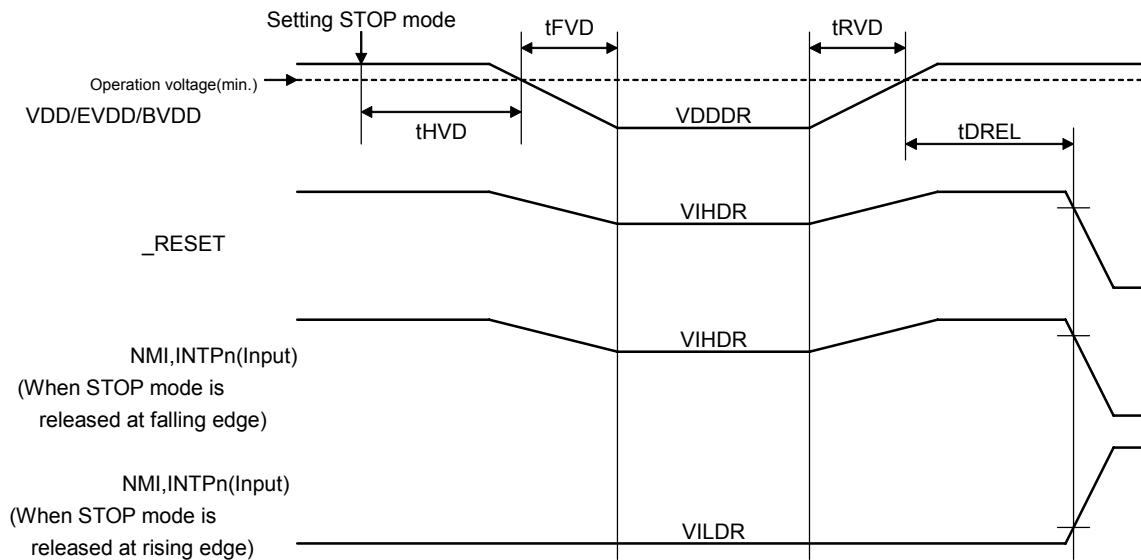 Setting STOP mode
tFVD
tRVD
Operation voltage(min.)
VDD/EVDD/BVDD
tHVD
VDDDR
tDREL
_RESET
VIHDR
NMI,INTPn(Input)
(When STOP mode is
released at falling edge)
VIHDR
NMI,INTPn(Input)
(When STOP mode is
released at rising edge)
VILDR